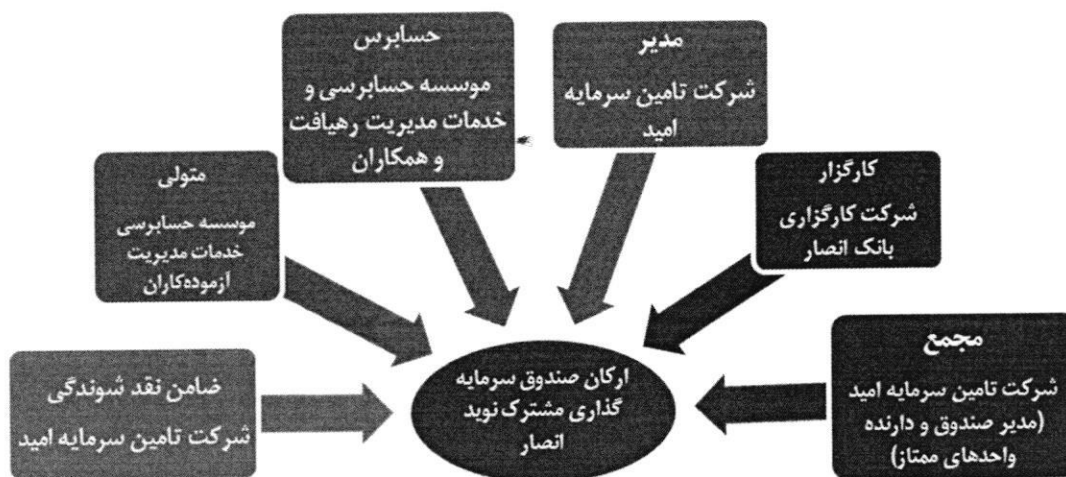 حسابرس
موسسه حسابرسی و
خدمات مدیریت رهیافت
و همکاران
مدیر
شرکت تامین سرمایه
امید
متولی
موسسه حسابرسی
خدمات مدیریت
آزموده‌کاران
کارگزار
شرکت کارگزاری
بانک انصار
ضامن نقد شوندگی
شرکت تامین سرمایه امید
ارکان صندوق سرمایه
گذاری مشترک نوید
انصار
مجمع
شرکت تامین سرمایه امید
(مدیر صندوق و دارنده
واحدهای ممتاز)